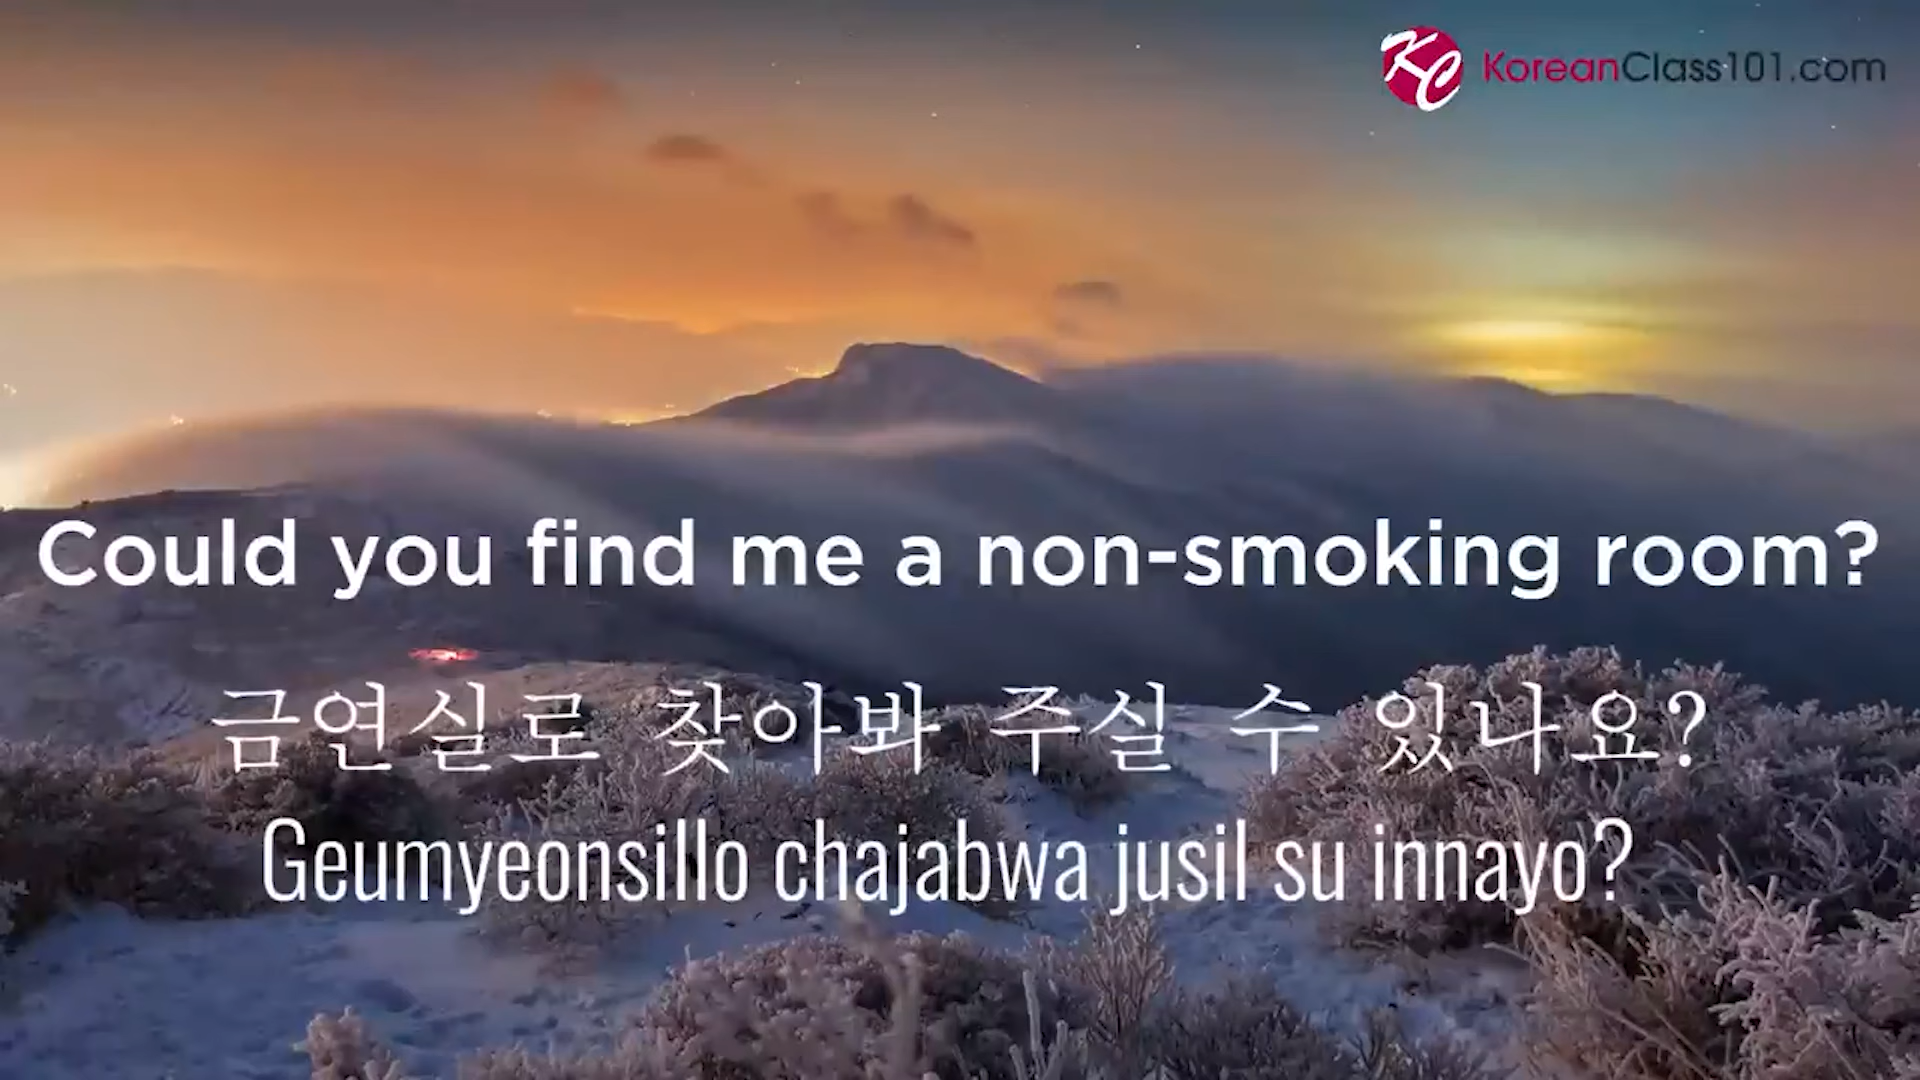 KC KoreanClass101.com
Could you find me a non-smoking room?
금연실로 찾아봐 주실 수 있나요?
Geumyeonsillo chajabwa jusil su innayo?